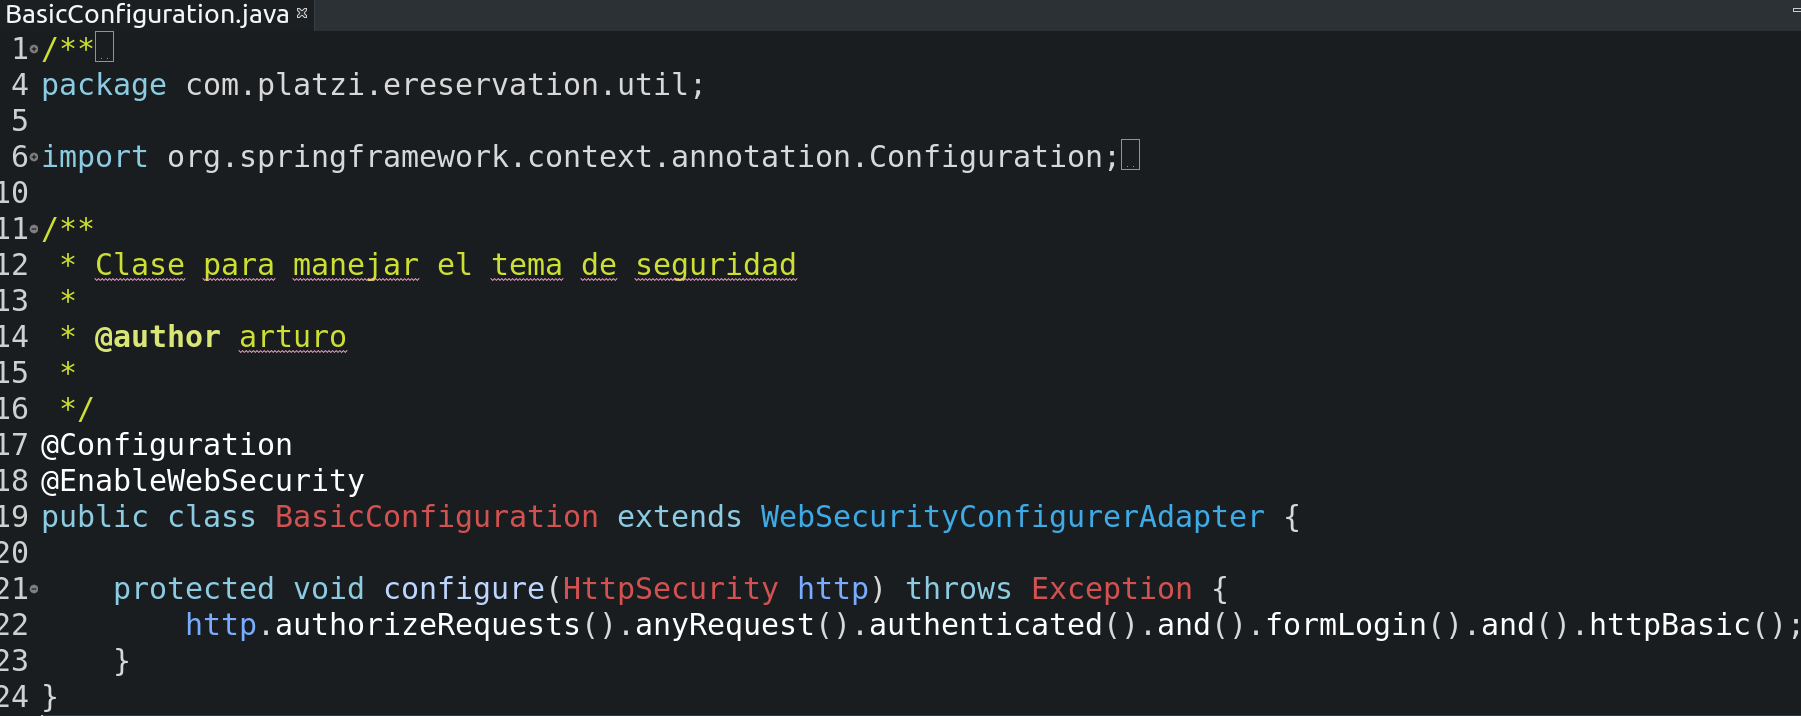 BasicConfiguration.java
1 /**
4 package com.platzi.ereservation.util;
5
6 import org.springframework.context.annotation.Configuration;
10
11 /**
12  * Clase para manejar el tema de seguridad
13  *
14  * @author arturo
15  *
16  */
17 @Configuration
18 @EnableWebSecurity
19 public class BasicConfiguration extends WebSecurityConfigurerAdapter {
20
21     protected void configure(HttpSecurity http) throws Exception {
22         http.authorizeRequests().anyRequest().authenticated().and().formLogin().and().httpBasic();
23     }
24 }